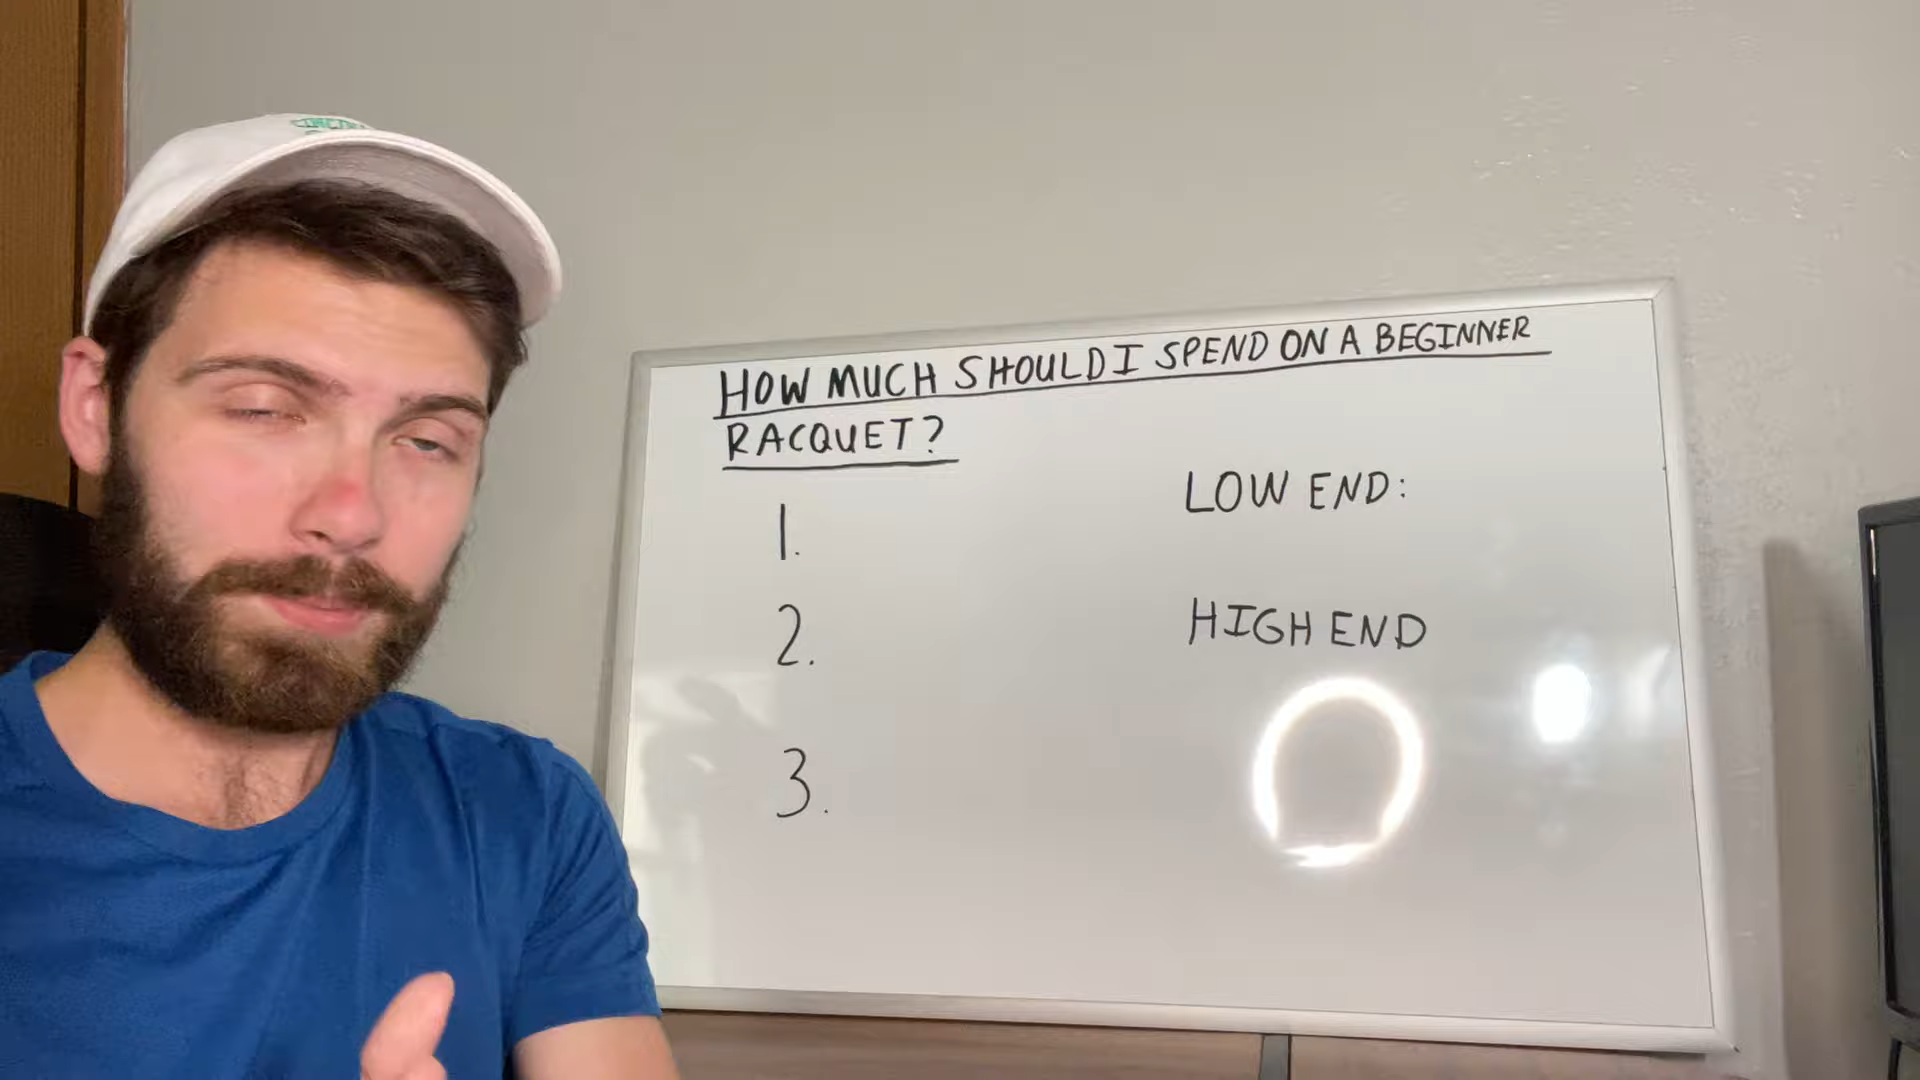 HOW MUCH SHOULD I SPEND ON A BEGINNER
RACQUET?
1.
2.
3.
LOW END:
HIGH END